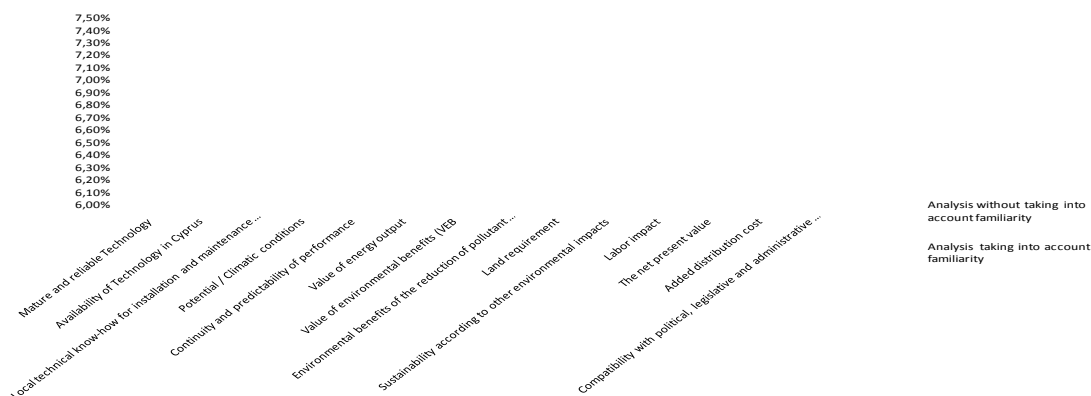 7,50%
7,40%
7,30%
7,20%
7,10%
7,00%
6,90%
6,80%
6,70%
6,60%
6,50%
6,40%
6,30%
6,20%
6,10%
6,00%
Mature and reliable Technology
Availability of Technology in Cyprus
Local technical know-how for installation and maintenance...
Potential / Climatic conditions
Continuity and predictability of performance
Value of energy output
Value of environmental benefits (VEB
Environmental benefits of the reduction of pollutant...
Land requirement
Sustainability according to other environmental impacts
Labor impact
The net present value
Added distribution cost
Compatibility with political, legislative and administrative...
Analysis without taking into
account familiarity
Analysis taking into account
familiarity